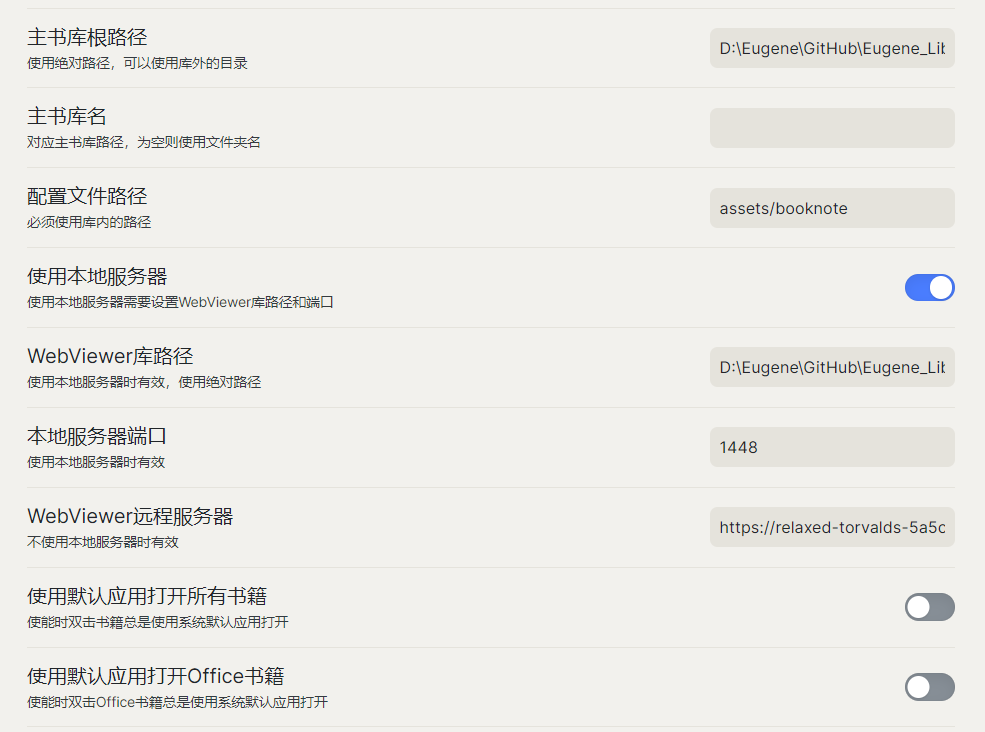 主书库根路径
使用绝对路径，可以使用库外的目录
D:\Eugene\GitHub\Eugene_Lib
主书库名
对应主书库路径，为空则使用文件夹名
配置文件路径
必须使用库内的路径
assets/booknote
使用本地服务器
使用本地服务器需要设置WebViewer库路径和端口
WebViewer库路径
使用本地服务器时有效，使用绝对路径
D:\Eugene\GitHub\Eugene_Lib
本地服务器端口
使用本地服务器时有效
1448
WebViewer远程服务器
不使用本地服务器时有效
https://relaxed-torvalds-5a5c
使用默认应用打开所有书籍
使能时双击书籍总是使用系统默认应用打开
使用默认应用打开Office书籍
使能时双击Office书籍总是使用系统默认应用打开